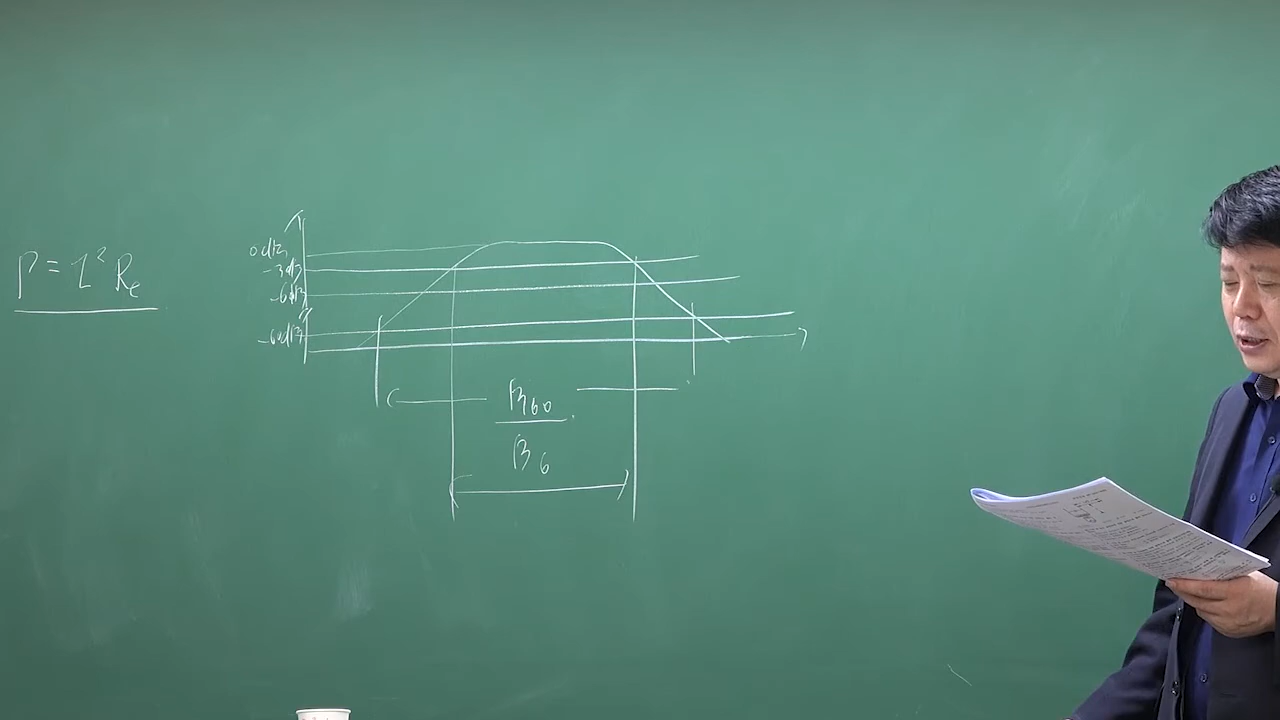 P = I² Re
0dB
-3dB
-6dB
-60dB
B60
B6